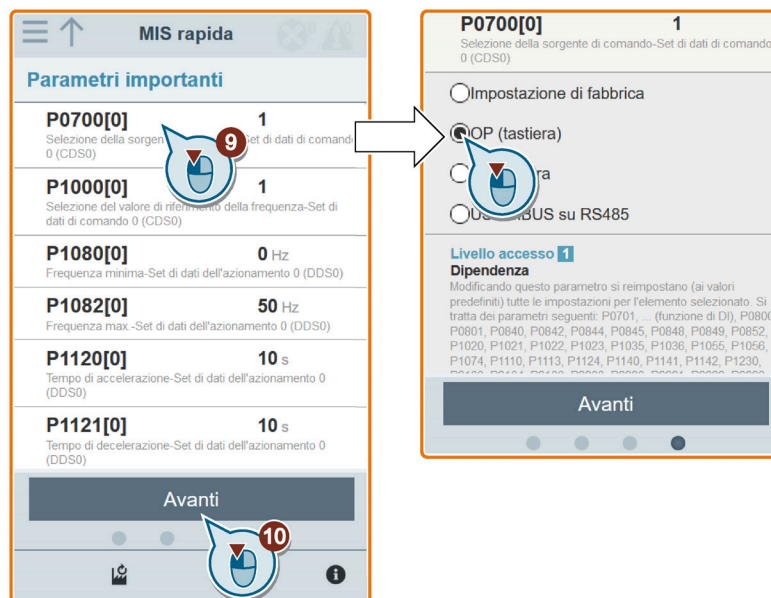 MIS rapida
Parametri importanti
P0700[0] 1
Selezione della sorgen et di dati di comando
0 (CDS0)
9
P1000[0] 1
Selezione del valore di riferimento della frequenza-Set di
dati di comando 0 (CDS0)
P1080[0] 0 Hz
Frequenza minima-Set di dati dell'azionamento 0 (DDS0)
P1082[0] 50 Hz
Frequenza max.-Set di dati dell'azionamento 0 (DDS0)
P1120[0] 10 s
Tempo di accelerazione-Set di dati dell'azionamento 0
(DDS0)
P1121[0] 10 s
Tempo di decelerazione-Set di dati dell'azionamento 0
(DDS0)
Avanti
10
P0700[0] 1
Selezione della sorgente di comando-Set di dati di comando
0 (CDS0)
Impostazione di fabbrica
OP (tastiera)
ra
BUS su RS485
Livello accesso 1
Dipendenza
Modificando questo parametro si reimpostano (ai valori
predefiniti) tutte le impostazioni per l'elemento selezionato. Si
tratta dei parametri seguenti: P0701, ... (funzione di DI), P0800,
P0801, P0840, P0842, P0844, P0845, P0848, P0849, P0852,
P1020, P1021, P1022, P1023, P1035, P1036, P1055, P1056,
P1074, P1110, P1113, P1124, P1140, P1141, P1142, P1230,
Avanti